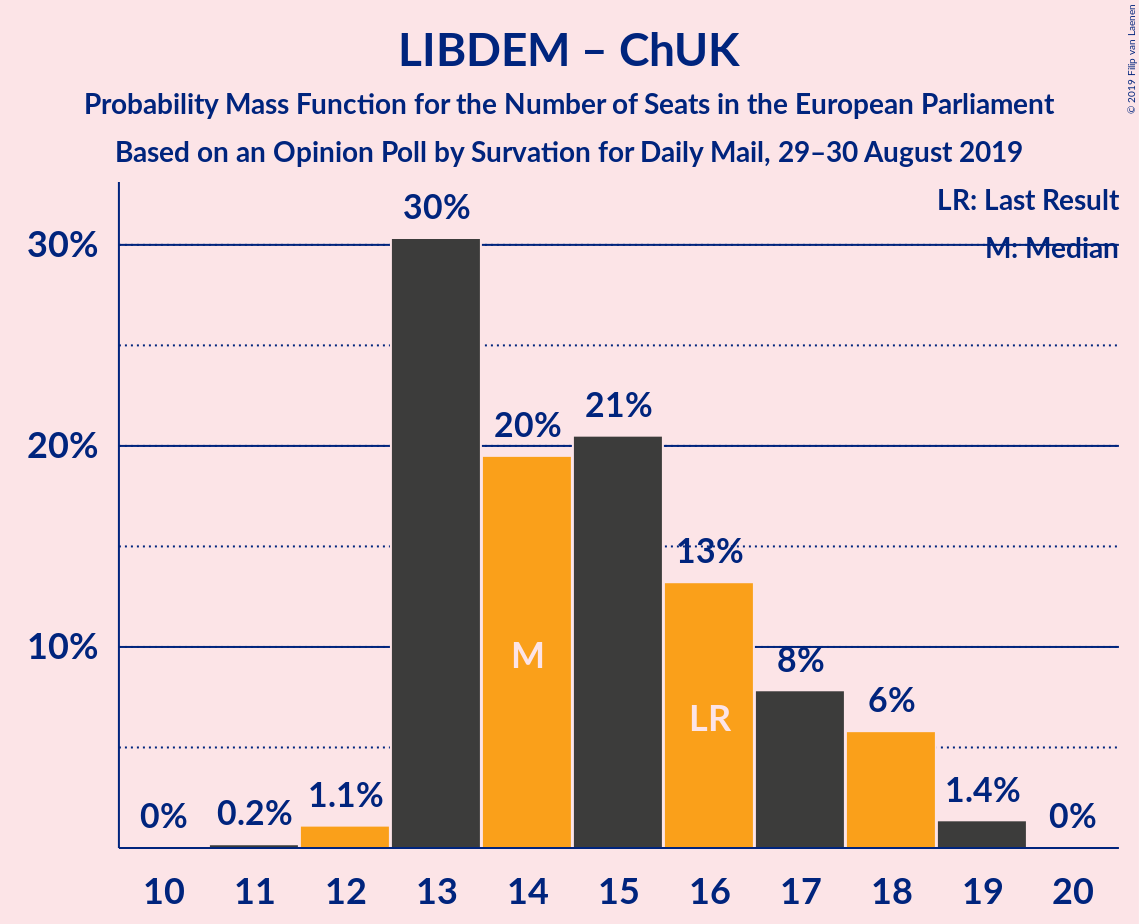 LIBDEM – ChUK
Probability Mass Function for the Number of Seats in the European Parliament
Based on an Opinion Poll by Survation for Daily Mail, 29–30 August 2019
© 2019 Filip van Laenen
LR: Last Result
M: Median
30%
20%
10%
0%
0.2%
1.1%
30%
20%
21%
13%
8%
6%
1.4%
0%
M
LR
10 11 12 13 14 15 16 17 18 19 20